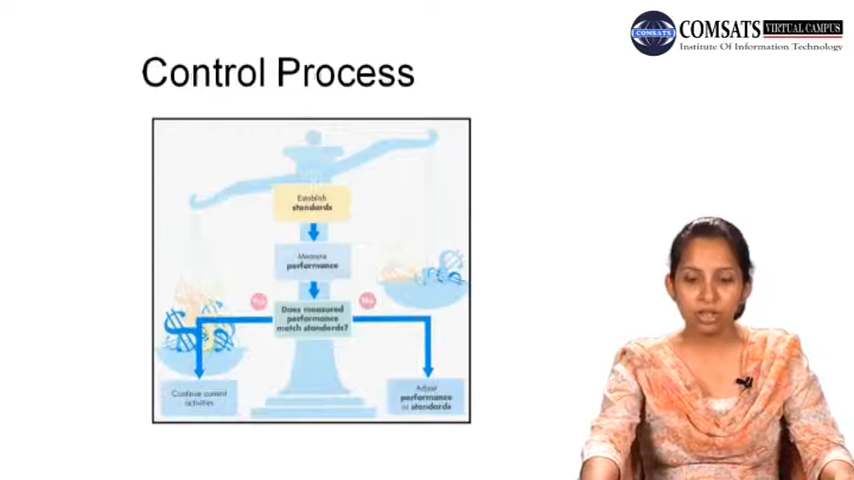 COMSATS
COMSATS VIRTUAL CAMPUS
Institute Of Information Technology
Control Process
Establish
standards
Measure
performance
Yes
No
Does measured
performance
match standards?
Continue current
activities
Adjust
performance
or standards